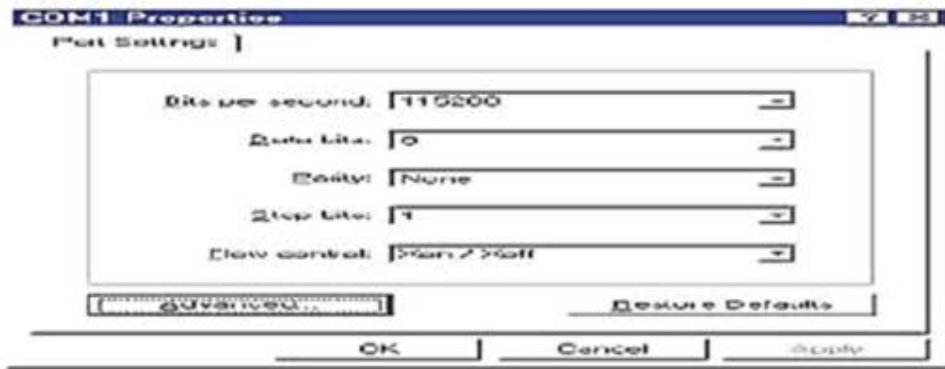 COM1 Properties
Port Settings
Bits per second: 115200
Data bits: 8
Parity: None
Stop bits: 1
Flow control: Xon / Xoff
Advanced...
Restore Defaults
OK
Cancel
Apply